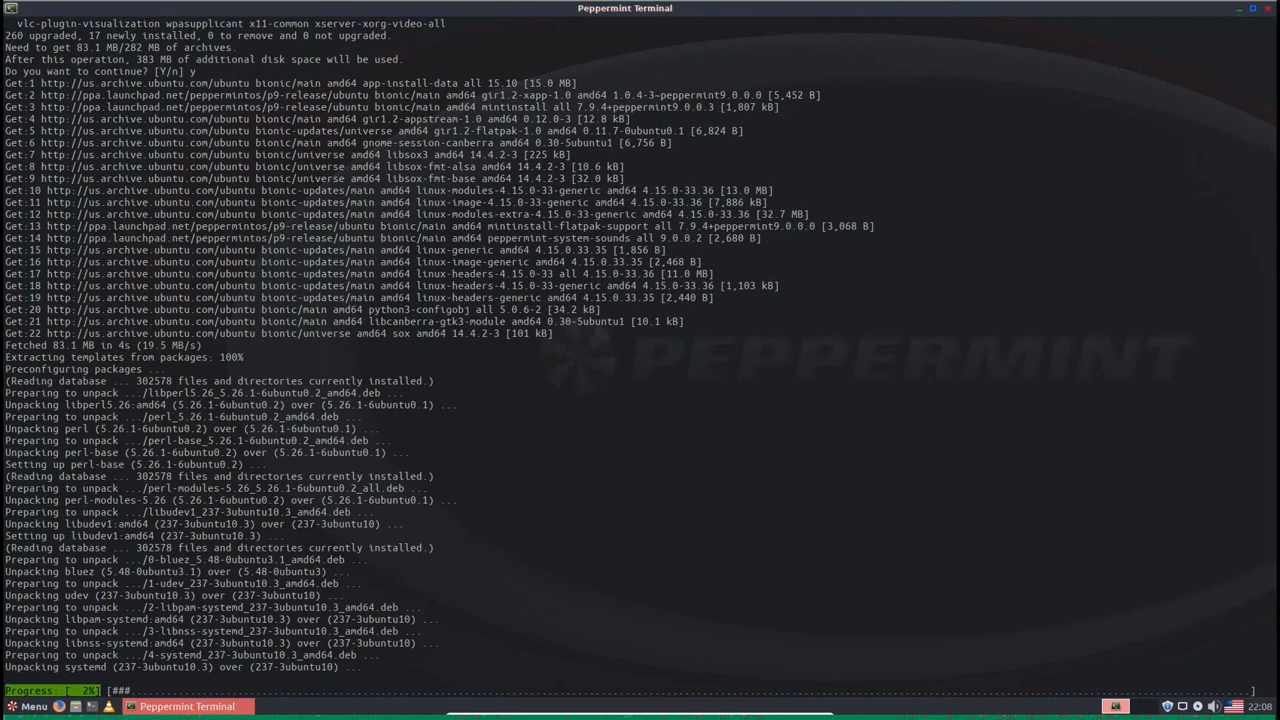 Peppermint Terminal
vlc-plugin-visualization wpasupplicant x11-common xserver-xorg-video-all
260 upgraded, 17 newly installed, 0 to remove and 0 not upgraded.
Need to get 83.1 MB/282 MB of archives.
After this operation, 383 MB of additional disk space will be used.
Do you want to continue? [Y/n] y
Get:1 http://us.archive.ubuntu.com/ubuntu bionic/main amd64 app-install-data all 15.10 [15.0 MB]
Get:2 http://ppa.launchpad.net/peppermintos/p9-release/ubuntu bionic/main amd64 gir1.2-xapp-1.0 amd64 1.0.4-3~peppermint9.0.0.0 [5,452 B]
Get:3 http://ppa.launchpad.net/peppermintos/p9-release/ubuntu bionic/main amd64 mintinstall all 7.9.4+peppermint9.0.0.3 [1,807 kB]
Get:4 http://us.archive.ubuntu.com/ubuntu bionic/main amd64 gir1.2-appstream-1.0 amd64 0.12.0-3 [12.8 kB]
Get:5 http://us.archive.ubuntu.com/ubuntu bionic-updates/universe amd64 gir1.2-flatpak-1.0 amd64 0.11.7-0ubuntu0.1 [6,824 B]
Get:6 http://us.archive.ubuntu.com/ubuntu bionic/main amd64 gnome-session-canberra amd64 0.30-5ubuntu1 [6,756 B]
Get:7 http://us.archive.ubuntu.com/ubuntu bionic/universe amd64 libsox3 amd64 14.4.2-3 [225 kB]
Get:8 http://us.archive.ubuntu.com/ubuntu bionic/universe amd64 libsox-fmt-alsa amd64 14.4.2-3 [10.6 kB]
Get:9 http://us.archive.ubuntu.com/ubuntu bionic/universe amd64 libsox-fmt-base amd64 14.4.2-3 [32.0 kB]
Get:10 http://us.archive.ubuntu.com/ubuntu bionic-updates/main amd64 linux-modules-4.15.0-33-generic amd64 4.15.0-33.36 [13.0 MB]
Get:11 http://us.archive.ubuntu.com/ubuntu bionic-updates/main amd64 linux-image-4.15.0-33-generic amd64 4.15.0-33.36 [7,886 kB]
Get:12 http://us.archive.ubuntu.com/ubuntu bionic-updates/main amd64 linux-modules-extra-4.15.0-33-generic amd64 4.15.0-33.36 [32.7 MB]
Get:13 http://ppa.launchpad.net/peppermintos/p9-release/ubuntu bionic/main amd64 mintinstall-flatpak-support all 7.9.4+peppermint9.0.0.0 [3,068 B]
Get:14 http://ppa.launchpad.net/peppermintos/p9-release/ubuntu bionic/main amd64 peppermint-system-sounds all 9.0.0.2 [2,680 B]
Get:15 http://us.archive.ubuntu.com/ubuntu bionic-updates/main amd64 linux-generic amd64 4.15.0.33.35 [1,856 B]
Get:16 http://us.archive.ubuntu.com/ubuntu bionic-updates/main amd64 linux-image-generic amd64 4.15.0.33.35 [2,468 B]
Get:17 http://us.archive.ubuntu.com/ubuntu bionic-updates/main amd64 linux-headers-4.15.0-33 all 4.15.0-33.36 [11.0 MB]
Get:18 http://us.archive.ubuntu.com/ubuntu bionic-updates/main amd64 linux-headers-4.15.0-33-generic amd64 4.15.0-33.36 [1,103 kB]
Get:19 http://us.archive.ubuntu.com/ubuntu bionic-updates/main amd64 linux-headers-generic amd64 4.15.0.33.35 [2,440 B]
Get:20 http://us.archive.ubuntu.com/ubuntu bionic/main amd64 python3-configobj all 5.0.6-2 [34.2 kB]
Get:21 http://us.archive.ubuntu.com/ubuntu bionic/main amd64 libcanberra-gtk3-module amd64 0.30-5ubuntu1 [10.1 kB]
Get:22 http://us.archive.ubuntu.com/ubuntu bionic/universe amd64 sox amd64 14.4.2-3 [101 kB]
Fetched 83.1 MB in 4s (19.5 MB/s)
Extracting templates from packages: 100%
PEPPERMINT
Preconfiguring packages ...
(Reading database ... 302578 files and directories currently installed.)
Preparing to unpack .../libperl5.26_5.26.1-6ubuntu0.2_amd64.deb ...
Unpacking libperl5.26:amd64 (5.26.1-6ubuntu0.2) over (5.26.1-6ubuntu0.1) ...
Preparing to unpack .../perl_5.26.1-6ubuntu0.2_amd64.deb ...
Unpacking perl (5.26.1-6ubuntu0.2) over (5.26.1-6ubuntu0.1) ...
Preparing to unpack .../perl-base_5.26.1-6ubuntu0.2_amd64.deb ...
Unpacking perl-base (5.26.1-6ubuntu0.2) over (5.26.1-6ubuntu0.1) ...
Setting up perl-base (5.26.1-6ubuntu0.2) ...
(Reading database ... 302578 files and directories currently installed.)
Preparing to unpack .../perl-modules-5.26_5.26.1-6ubuntu0.2_all.deb ...
Unpacking perl-modules-5.26 (5.26.1-6ubuntu0.2) over (5.26.1-6ubuntu0.1) ...
Preparing to unpack .../libudev1_237-3ubuntu10.3_amd64.deb ...
Unpacking libudev1:amd64 (237-3ubuntu10.3) over (237-3ubuntu10) ...
Setting up libudev1:amd64 (237-3ubuntu10.3) ...
(Reading database ... 302578 files and directories currently installed.)
Preparing to unpack .../0-bluez_5.48-0ubuntu3.1_amd64.deb ...
Unpacking bluez (5.48-0ubuntu3.1) over (5.48-0ubuntu3) ...
Preparing to unpack .../1-udev_237-3ubuntu10.3_amd64.deb ...
Unpacking udev (237-3ubuntu10.3) over (237-3ubuntu10) ...
Preparing to unpack .../2-libpam-systemd_237-3ubuntu10.3_amd64.deb ...
Unpacking libpam-systemd:amd64 (237-3ubuntu10.3) over (237-3ubuntu10) ...
Preparing to unpack .../3-libnss-systemd_237-3ubuntu10.3_amd64.deb ...
Unpacking libnss-systemd:amd64 (237-3ubuntu10.3) over (237-3ubuntu10) ...
Preparing to unpack .../4-systemd_237-3ubuntu10.3_amd64.deb ...
Unpacking systemd (237-3ubuntu10.3) over (237-3ubuntu10) ...
Progress: [  2%] [###..........................................................................]
Menu Peppermint Terminal 22:08